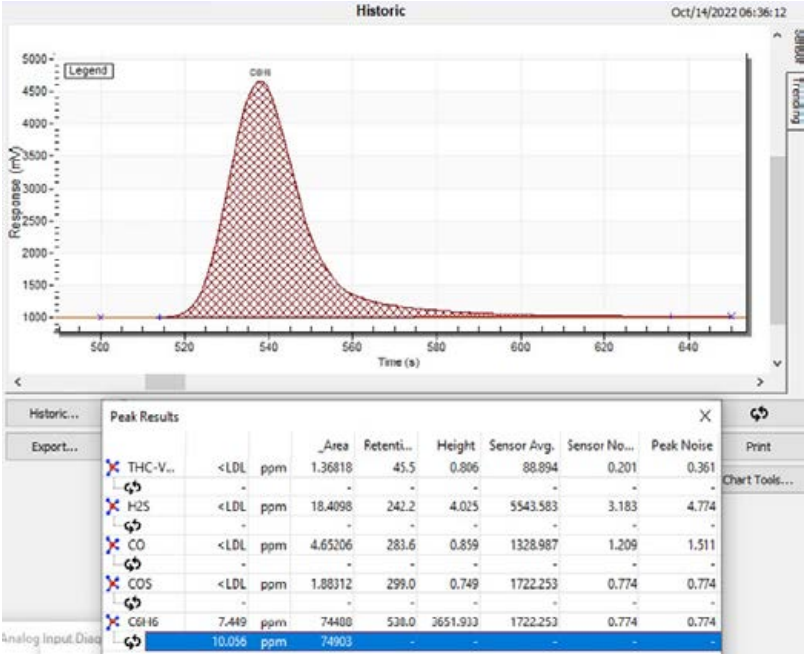 Historic Oct/14/2022 06:36:12
Legend
C6H6
5000
4500
4000
3500
3000
2500
2000
1500
1000
Response (mV)
500 520 540 560 580 600 620 640
Time (s)
Trending
Historic...
Export...
Print
Chart Tools...
Peak Results
_Area Retenti... Height Sensor Avg. Sensor No... Peak Noise
THC-V... <LDL ppm 1.36818 45.5 0.806 88.894 0.201 0.361
- - - - - - -
H2S <LDL ppm 18.4098 242.2 4.025 5543.583 3.183 4.774
- - - - - - -
CO <LDL ppm 4.65206 283.6 0.859 1328.987 1.209 1.511
- - - - - - -
COS <LDL ppm 1.88312 299.0 0.749 1722.253 0.774 0.774
- - - - - - -
C6H6 7.449 ppm 74488 538.0 3651.933 1722.253 0.774 0.774
10.056 ppm 74903 - - - - -
Analog Input Diag